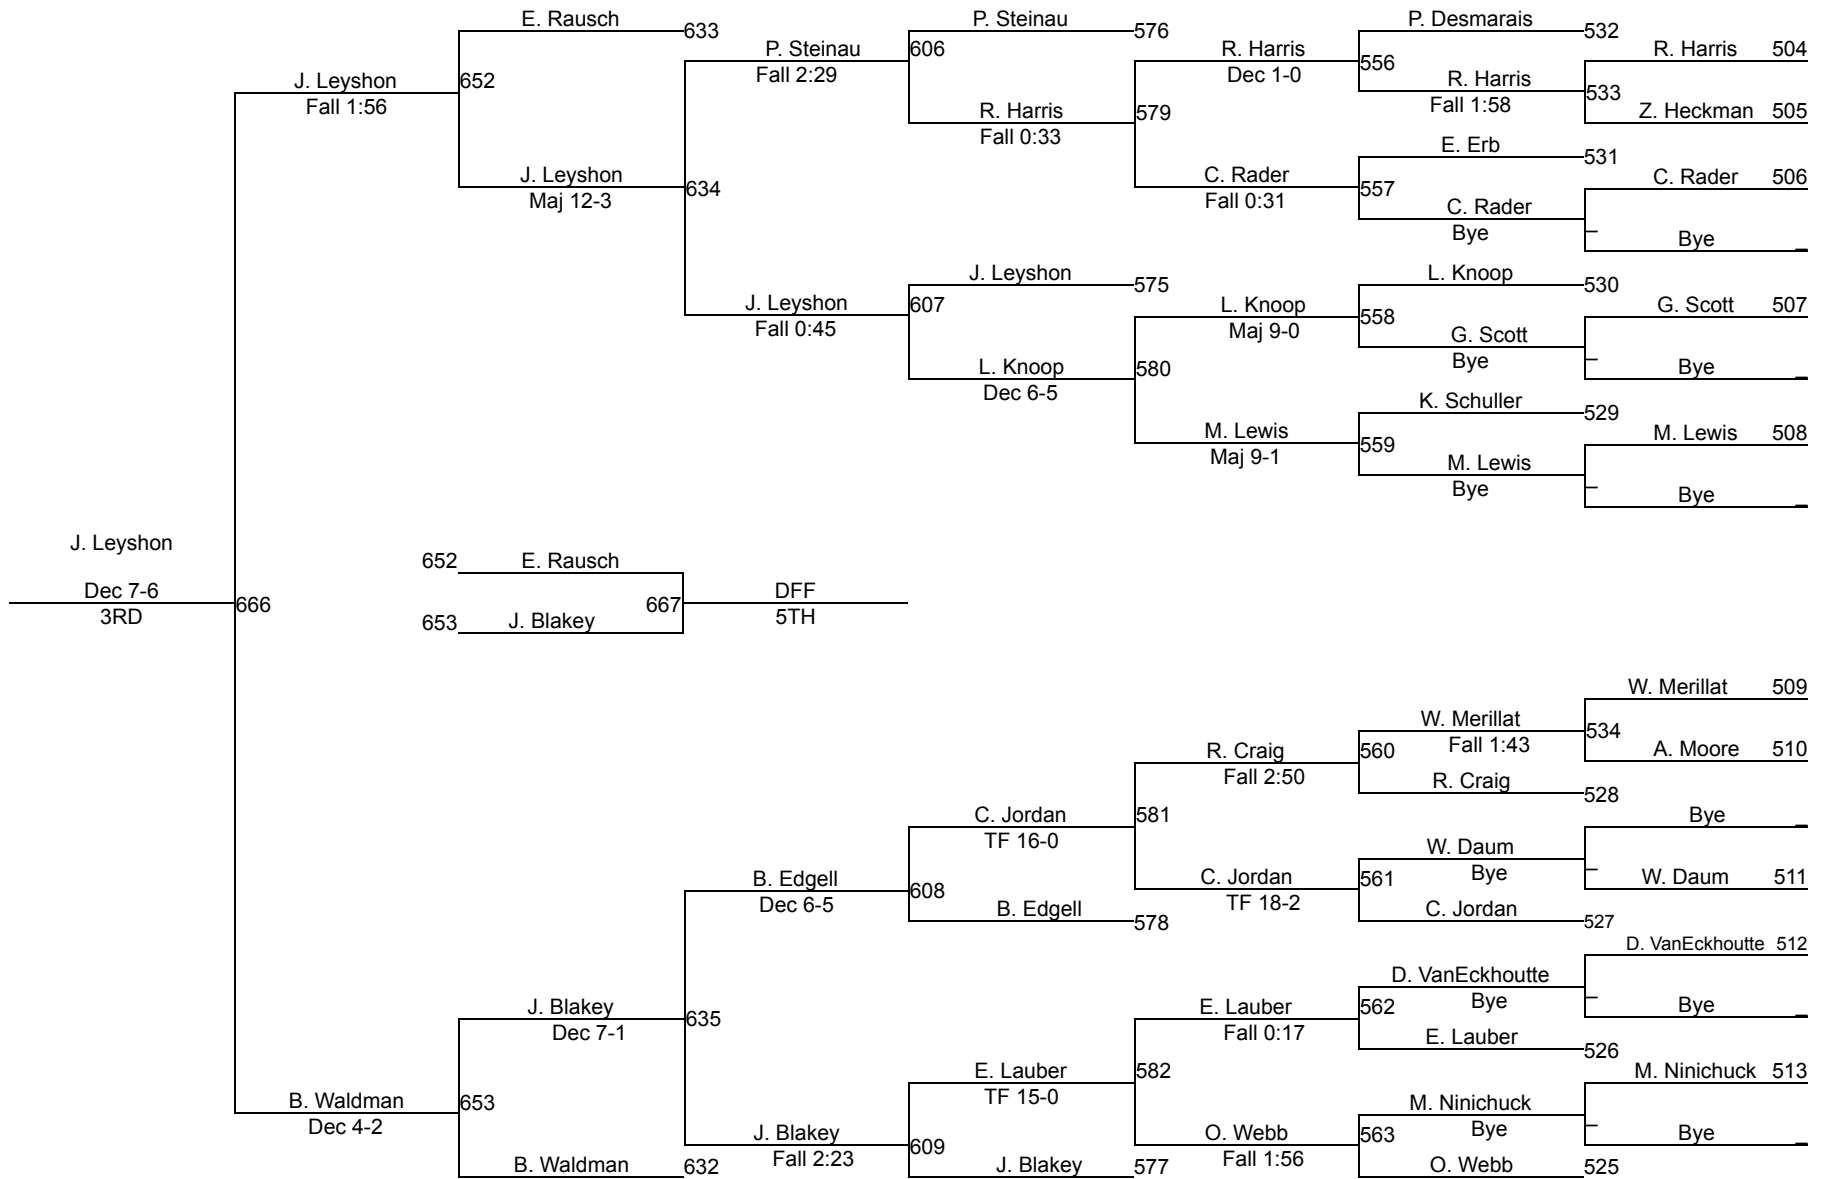 E. Rausch 633
P. Steinau 576
P. Desmarais 532
P. Steinau 606
Fall 2:29
R. Harris
Dec 1-0
556
R. Harris 504
J. Leyshon 652
Fall 1:56
R. Harris
Fall 1:58
533
R. Harris
Fall 0:33
579
Z. Heckman 505
E. Erb 531
J. Leyshon
Maj 12-3
634
C. Rader
Fall 0:31
557
C. Rader 506
C. Rader
Bye
_
Bye _
J. Leyshon 575
L. Knoop 530
J. Leyshon
Fall 0:45
607
L. Knoop
Maj 9-0
558
G. Scott 507
G. Scott
Bye
_
L. Knoop
Dec 6-5
580
Bye _
K. Schuller 529
M. Lewis
Maj 9-1
559
M. Lewis 508
M. Lewis
Bye
_
Bye _
J. Leyshon
Dec 7-6
3RD
666
652 E. Rausch
667
DFF
5TH
653 J. Blakey
W. Merillat 509
W. Merillat
Fall 1:43
534
R. Craig
Fall 2:50
560
A. Moore 510
R. Craig 528
C. Jordan
TF 16-0
581
Bye _
W. Daum
Bye
_
B. Edgell
Dec 6-5
608
C. Jordan
TF 18-2
561
W. Daum 511
B. Edgell 578
C. Jordan 527
D. VanEckhoutte 512
D. VanEckhoutte
Bye
_
J. Blakey
Dec 7-1
635
E. Lauber
Fall 0:17
562
Bye _
E. Lauber 526
E. Lauber
TF 15-0
582
M. Ninichuck 513
B. Waldman
Dec 4-2
653
M. Ninichuck
Bye
_
J. Blakey
Fall 2:23
609
O. Webb
Fall 1:56
563
Bye _
B. Waldman 632
J. Blakey 577
O. Webb 525